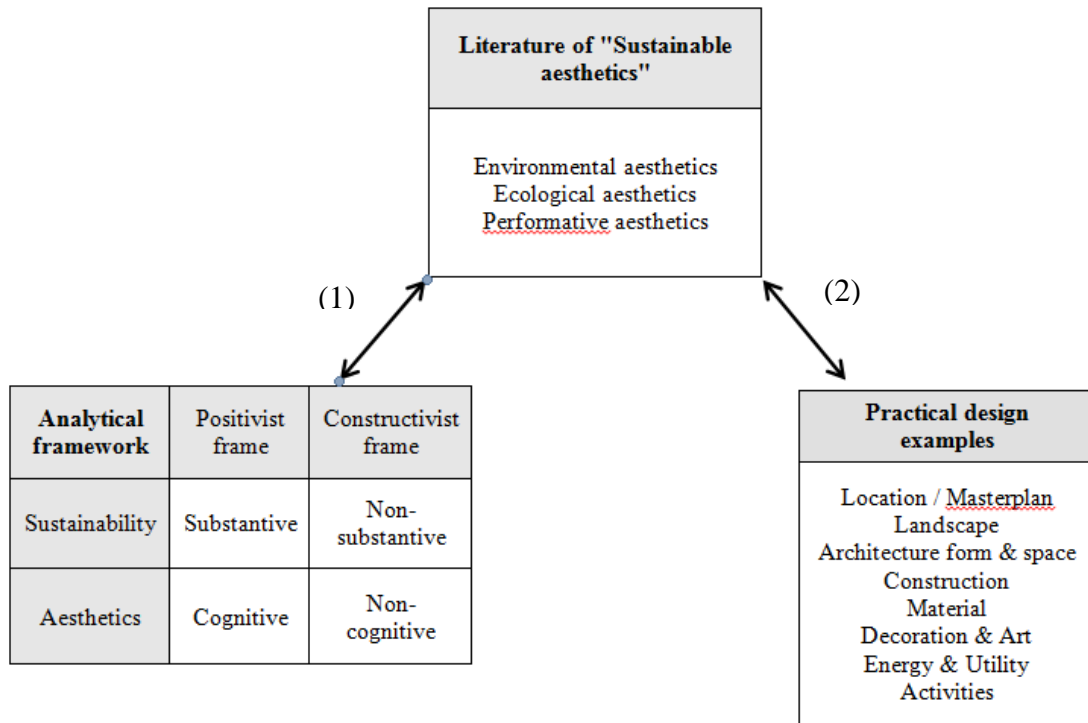 Literature of "Sustainable
aesthetics"
Environmental aesthetics
Ecological aesthetics
Performative aesthetics
(1)
(2)
Analytical
framework
Positivist
frame
Constructivist
frame
Sustainability
Substantive
Non-
substantive
Aesthetics
Cognitive
Non-
cognitive
Practical design
examples
Location / Masterplan
Landscape
Architecture form & space
Construction
Material
Decoration & Art
Energy & Utility
Activities